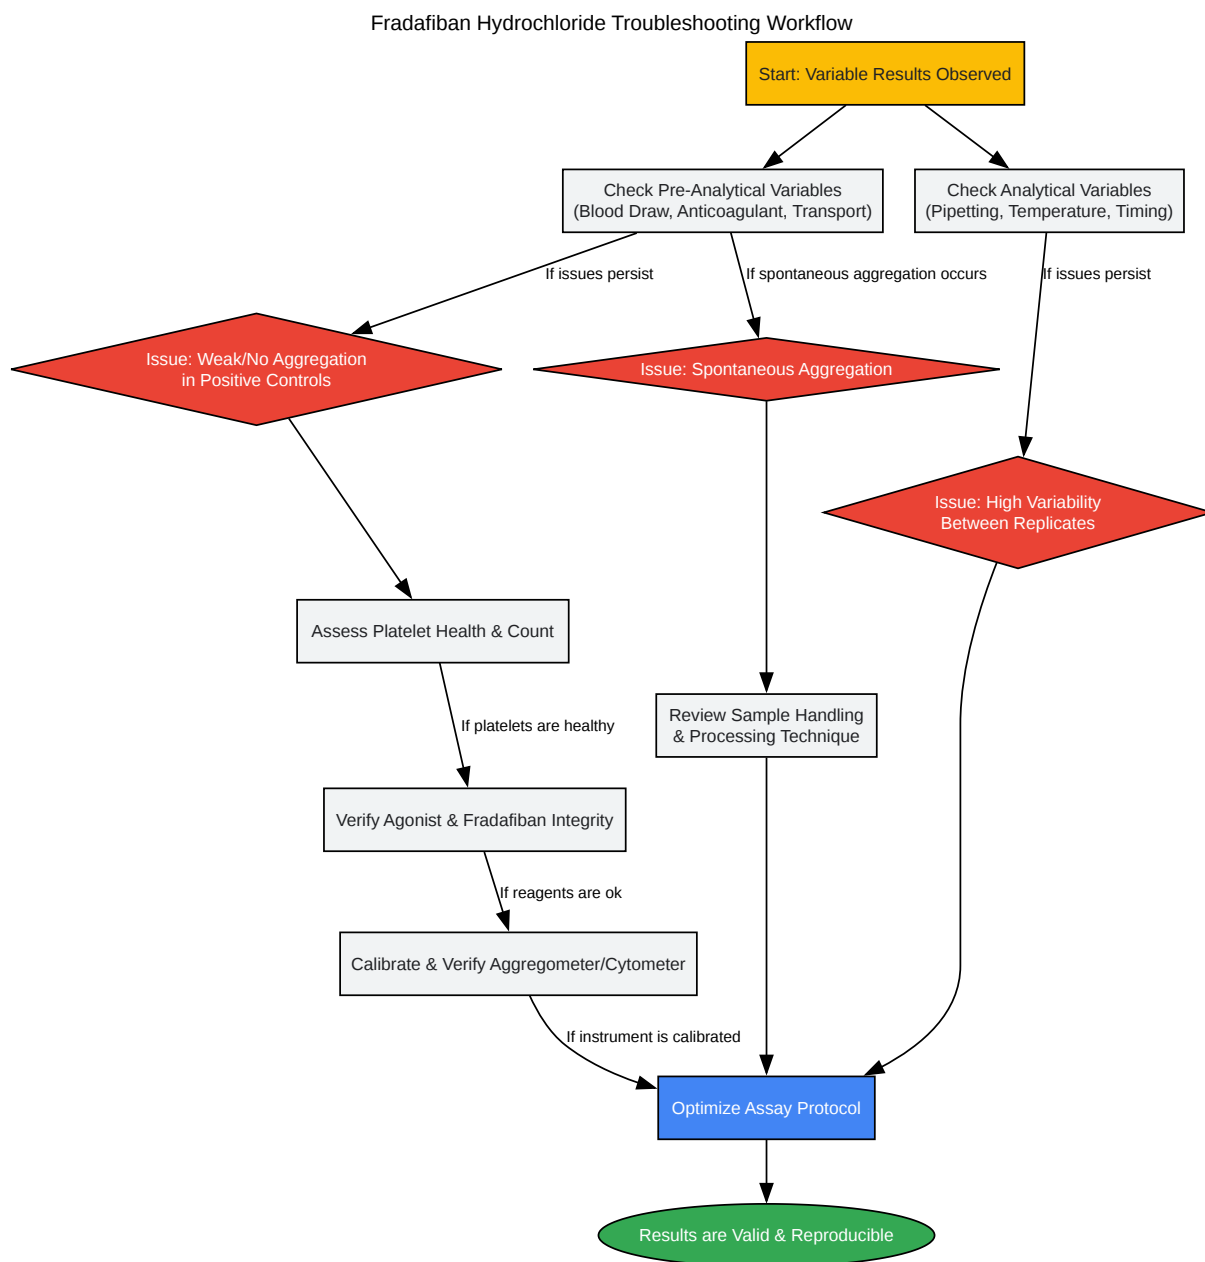 Fradafiban Hydrochloride Troubleshooting Workflow
Start: Variable Results Observed
Check Pre-Analytical Variables
(Blood Draw, Anticoagulant, Transport)
Check Analytical Variables
(Pipetting, Temperature, Timing)
If issues persist
If spontaneous aggregation occurs
If issues persist
Issue: Weak/No Aggregation
in Positive Controls
Issue: Spontaneous Aggregation
Issue: High Variability
Between Replicates
Assess Platelet Health & Count
Review Sample Handling
& Processing Technique
If platelets are healthy
Verify Agonist & Fradafiban Integrity
If reagents are ok
Calibrate & Verify Aggregometer/Cytometer
If instrument is calibrated
Optimize Assay Protocol
Results are Valid & Reproducible